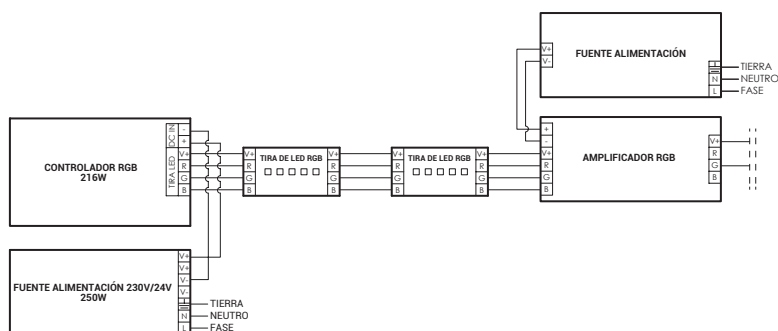 FUENTE ALIMENTACIÓN
V+
V-
TIERRA
N NEUTRO
L FASE
CONTROLADOR RGB
216W
DC IN
-
+
TIRA LED
V+
R
G
B
V+
R
G
B
TIRA DE LED RGB
V+
R
G
B
V+
R
G
B
TIRA DE LED RGB
V+
R
G
B
+
-
V+
R
G
B
AMPLIFICADOR RGB
V+
R
G
B
FUENTE ALIMENTACIÓN 230V/24V
250W
V+
V+
V-
V-
TIERRA
N NEUTRO
L FASE